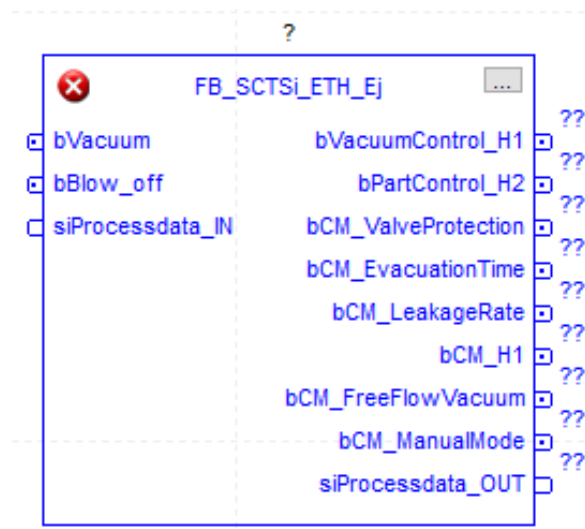 ?
FB_SCTSi_ETH_Ej ...
??
bVacuum bVacuumControl_H1
??
bBlow_off bPartControl_H2
??
siProcessdata_IN bCM_ValveProtection
??
bCM_EvacuationTime
??
bCM_LeakageRate
??
bCM_H1
??
bCM_FreeFlowVacuum
??
bCM_ManualMode
??
siProcessdata_OUT